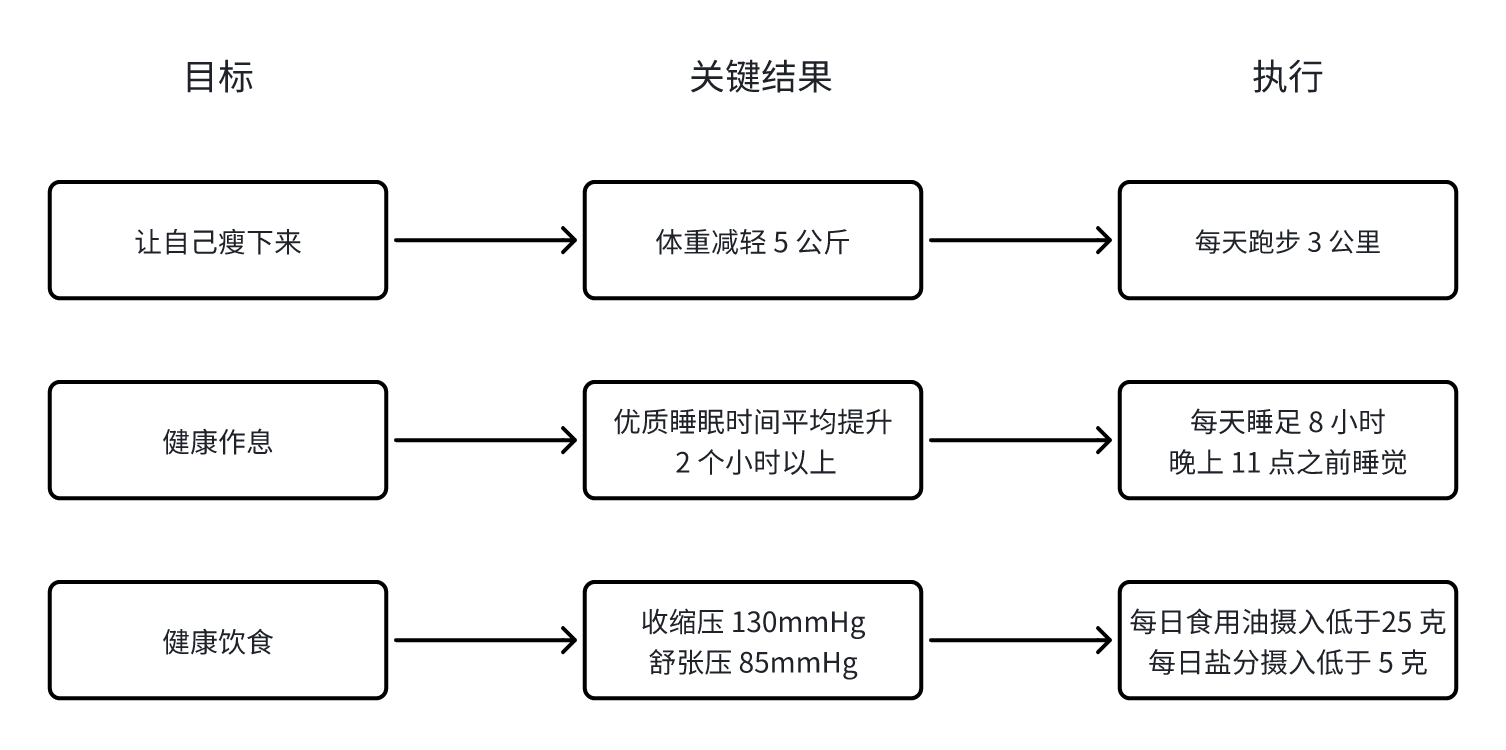 目标
关键结果
执行
让自己瘦下来
体重减轻 5 公斤
每天跑步 3 公里
健康作息
优质睡眠时间平均提升
2 个小时以上
每天睡足 8 小时
晚上 11 点之前睡觉
健康饮食
收缩压 130mmHg
舒张压 85mmHg
每日食用油摄入低于25 克
每日盐分摄入低于 5 克